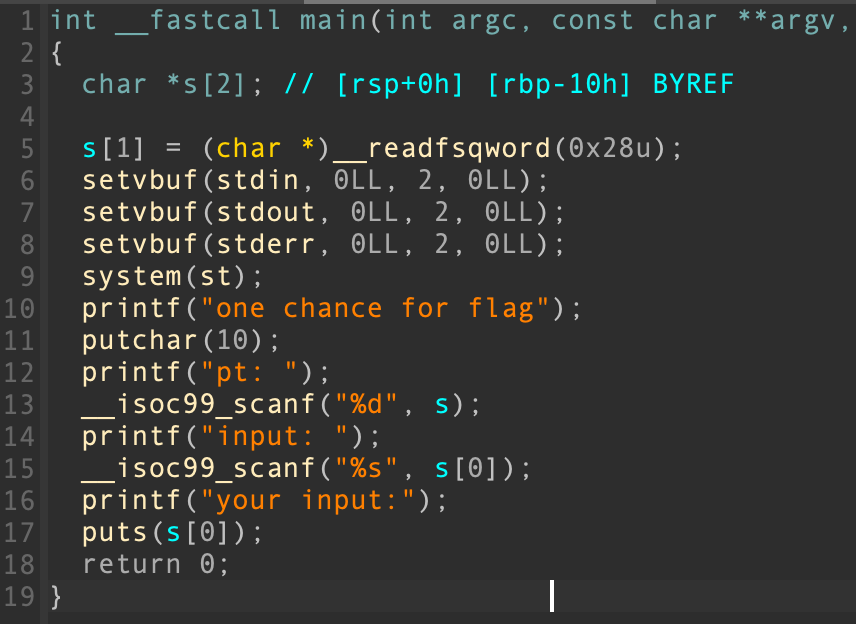 1 int __fastcall main(int argc, const char **argv,
2 {
3   char *s[2]; // [rsp+0h] [rbp-10h] BYREF
4
5   s[1] = (char *)__readfsqword(0x28u);
6   setvbuf(stdin, 0LL, 2, 0LL);
7   setvbuf(stdout, 0LL, 2, 0LL);
8   setvbuf(stderr, 0LL, 2, 0LL);
9   system(st);
10   printf("one chance for flag");
11   putchar(10);
12   printf("pt: ");
13   __isoc99_scanf("%d", s);
14   printf("input: ");
15   __isoc99_scanf("%s", s[0]);
16   printf("your input:");
17   puts(s[0]);
18   return 0;
19 }